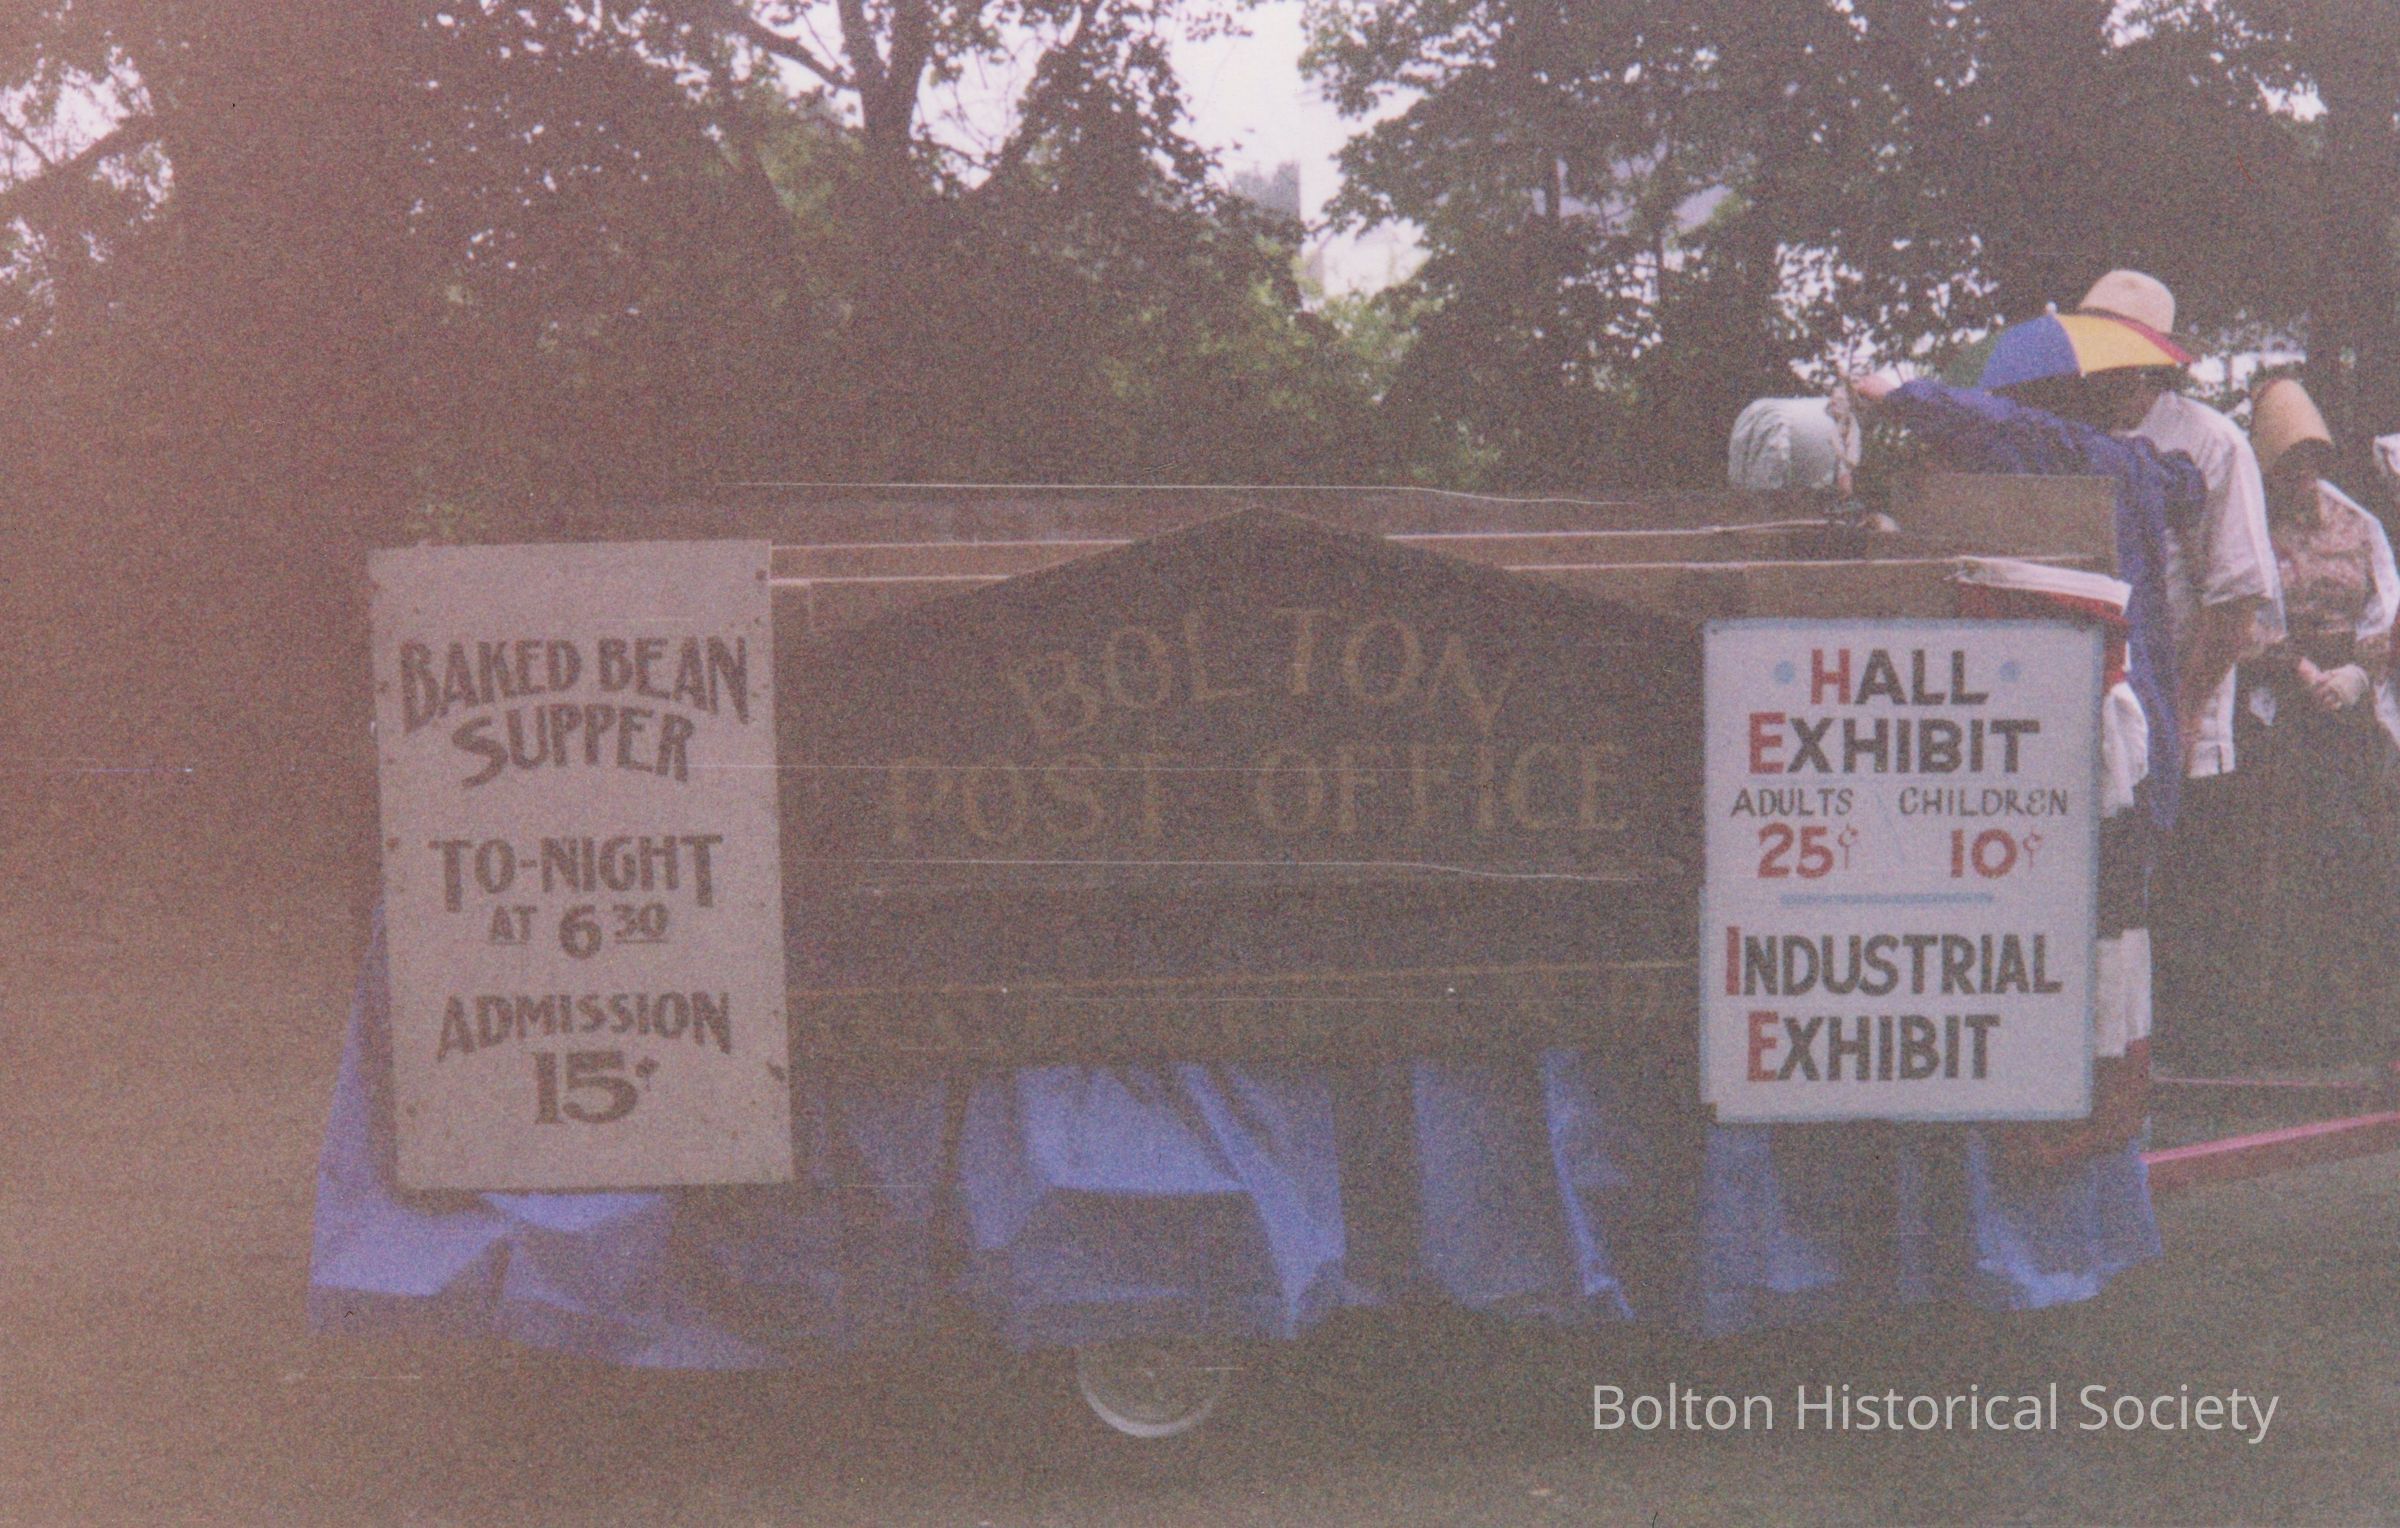 BAKED BEAN
SUPPER
TO-NIGHT
AT 6 30
ADMISSION
15¢
BOLTON
POST OFFICE
• HALL •
EXHIBIT
ADULTS CHILDREN
25¢ 10¢
INDUSTRIAL
EXHIBIT
Bolton Historical Society